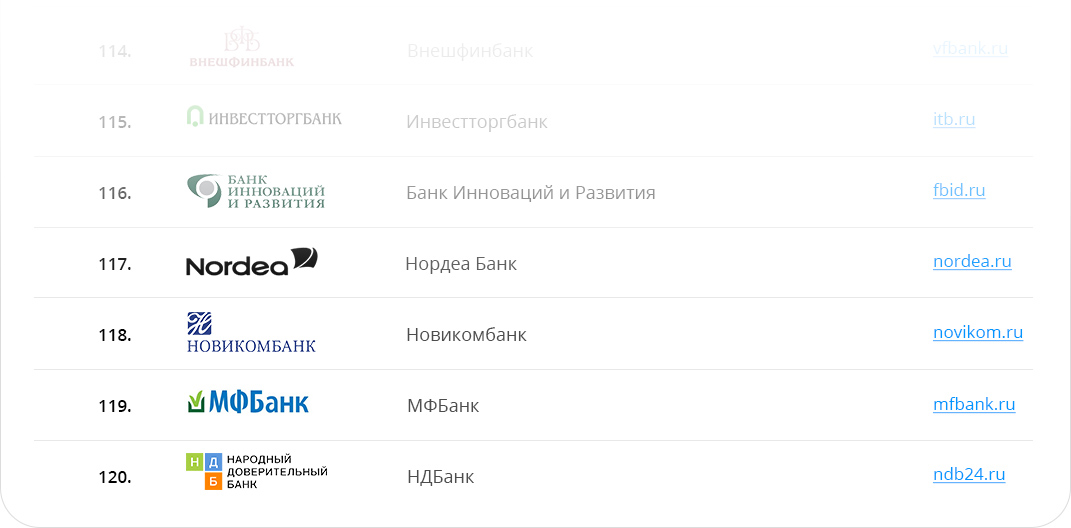 114.
ВФБ
ВНЕШФИНБАНК
Внешфинбанк
vfbank.ru
115.
ИНВЕСТТОРГБАНК
Инвестторгбанк
itb.ru
116.
БАНК
ИННОВАЦИЙ
И РАЗВИТИЯ
Банк Инноваций и Развития
fbid.ru
117.
Nordea
Нордеа Банк
nordea.ru
118.
НОВИКОМБАНК
Новикомбанк
novikom.ru
119.
МФБанк
МФБанк
mfbank.ru
120.
Н Д
Б
НАРОДНЫЙ
ДОВЕРИТЕЛЬНЫЙ
БАНК
НДБанк
ndb24.ru